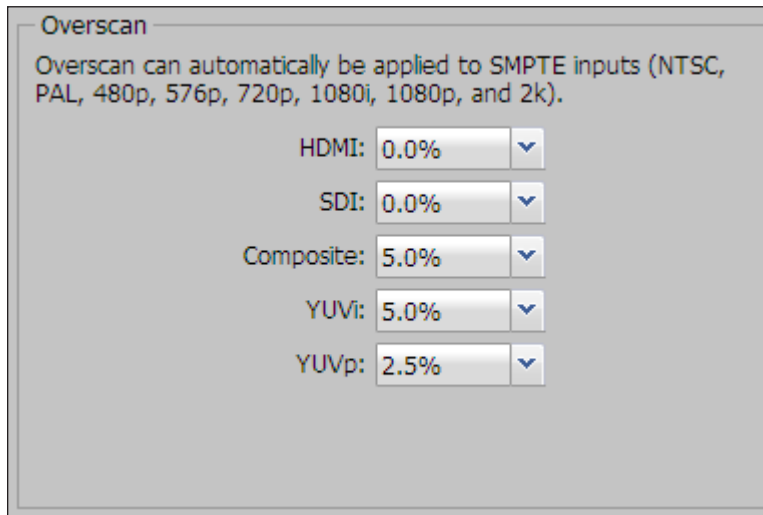 Overscan
Overscan can automatically be applied to SMPTE inputs (NTSC,
PAL, 480p, 576p, 720p, 1080i, 1080p, and 2k).
HDMI: 0.0%
SDI: 0.0%
Composite: 5.0%
YUVi: 5.0%
YUVp: 2.5%